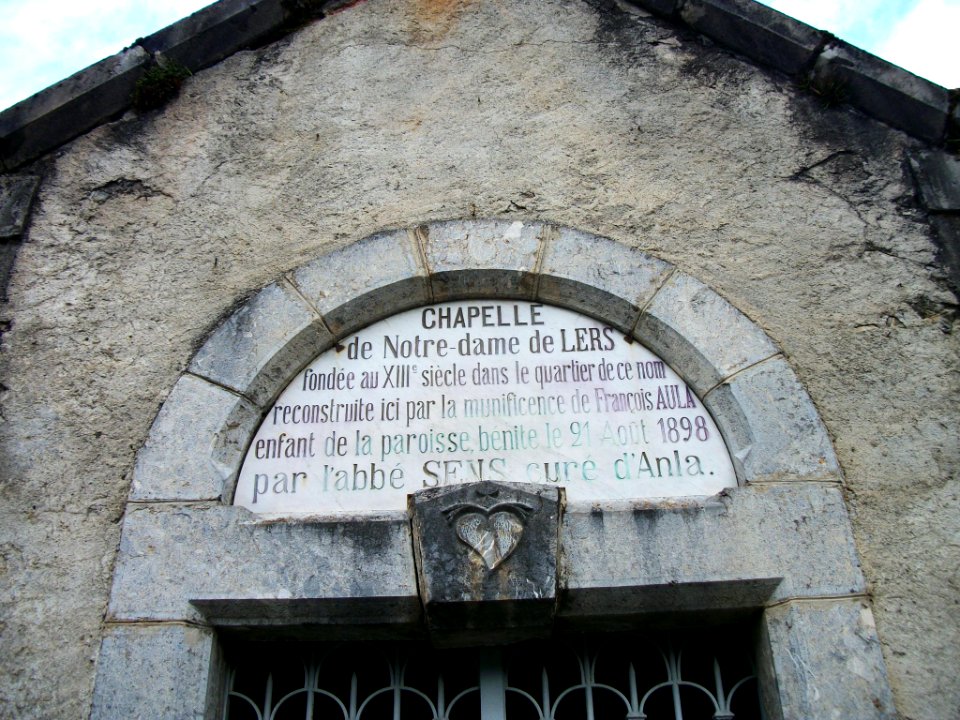 CHAPELLE
de Notre-dame de LERS
fondée au XIIIe siècle dans le quartier de ce nom
reconstruite ici par la munificence de François AULA
enfant de la paroisse, benite le 21 Août 1898
par l'abbé SENS curé d'Anla.